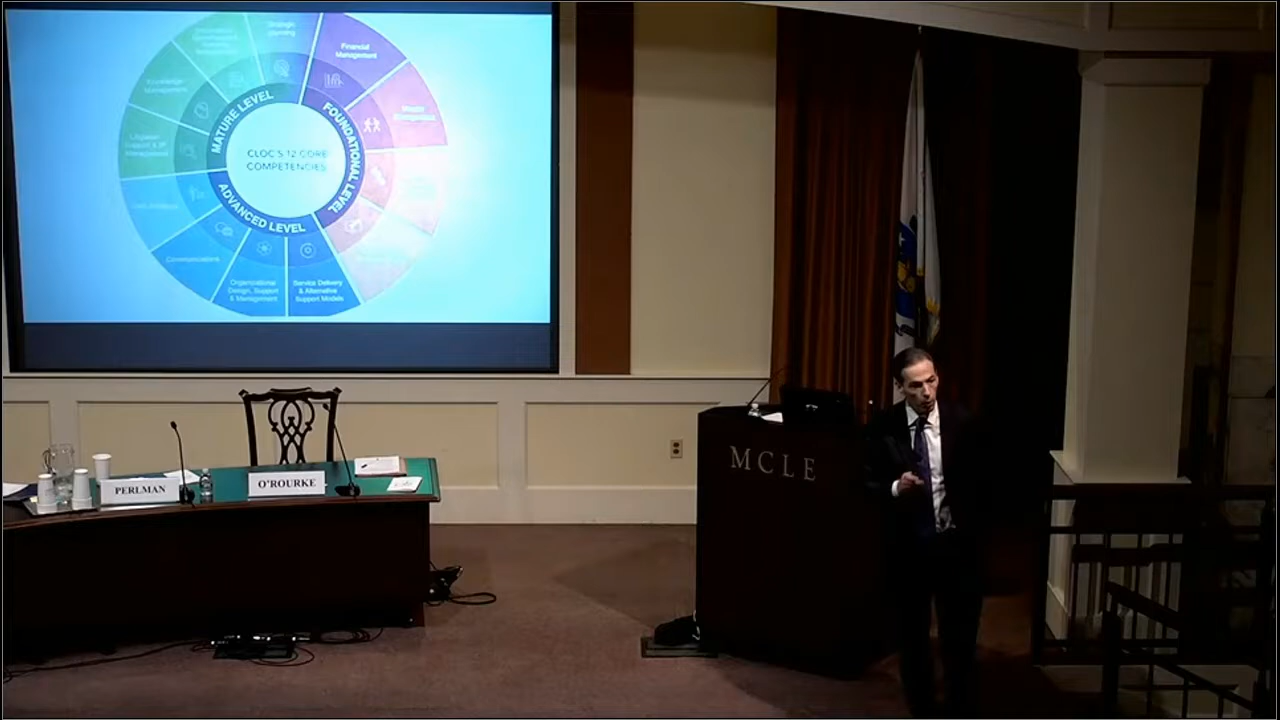 Strategic
Planning
Financial
Management
Knowledge
Management
Litigation
Support & IP
Management
MATURE LEVEL
FOUNDATIONAL LEVEL
ADVANCED LEVEL
CLOC'S 12 CORE
COMPETENCIES
Communications
Organizational
Design, Support
& Management
Service Delivery
& Alternative
Support Models
PERLMAN
O'ROURKE
MCLE